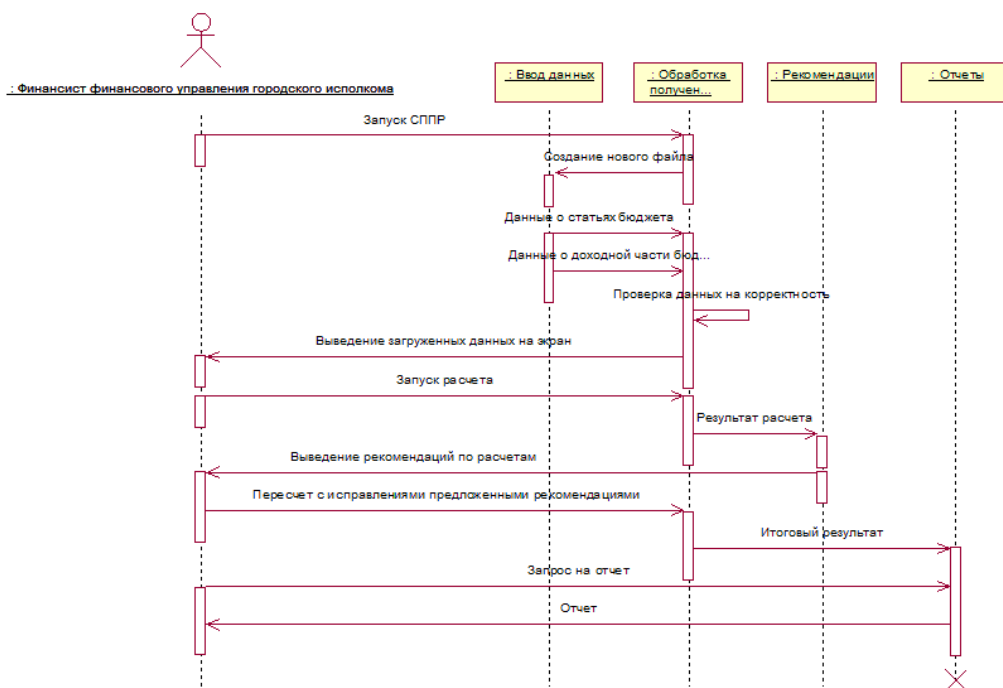 : Финансист финансового управления городского исполкома
: Ввод данных
: Обработка
получен...
: Рекомендации
: Отчеты
Запуск СППР
Создание нового файла
Данные о статьях бюджета
Данные о доходной части бюд...
Проверка данных на корректность
Выведение загруженных данных на экран
Запуск расчета
Результат расчета
Выведение рекомендаций по расчетам
Пересчет с исправлениями предложенными рекомендациями
Итоговый результат
Запрос на отчет
Отчет